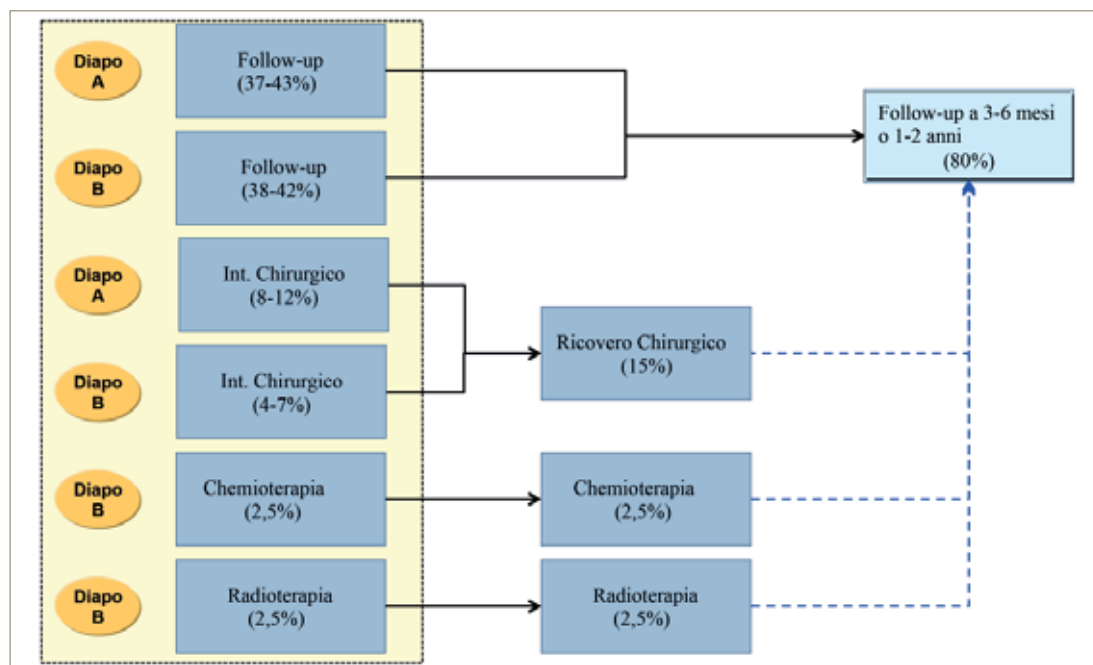 Diapo
A
Follow-up
(37-43%)
Follow-up a 3-6 mesi
o 1-2 anni
(80%)
Diapo
B
Follow-up
(38-42%)
Diapo
A
Int. Chirurgico
(8-12%)
Ricovero Chirurgico
(15%)
Diapo
B
Int. Chirurgico
(4-7%)
Diapo
B
Chemioterapia
(2,5%)
Chemioterapia
(2,5%)
Diapo
B
Radioterapia
(2,5%)
Radioterapia
(2,5%)